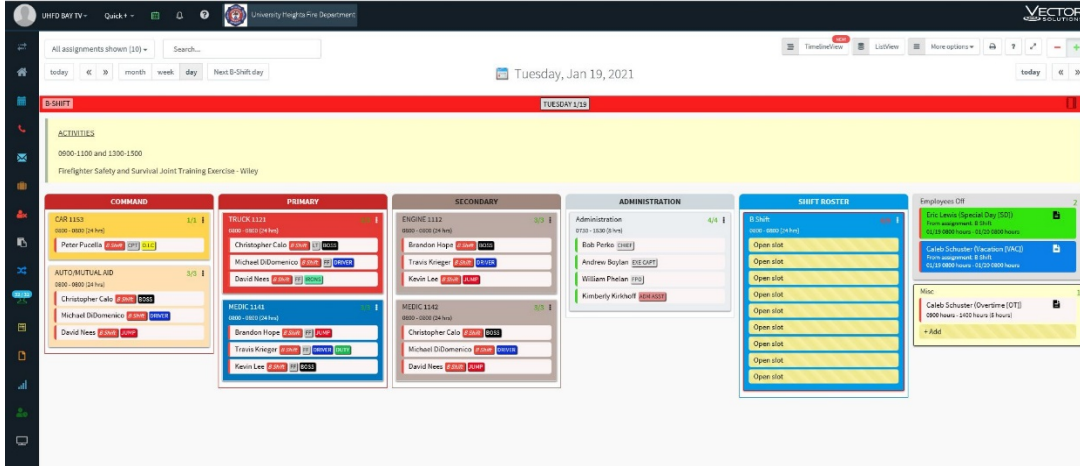 UHFD BAY TV
Quick +
University Heights Fire Department
VECTOR
SOLUTIONS
All assignments shown (10)
Search...
NEW
TimelineView
ListView
More options
?
today
month
week
day
Next B-Shift day
Tuesday, Jan 19, 2021
today
B-SHIFT
TUESDAY 1/19
ACTIVITIES
0900-1100 and 1300-1500
Firefighter Safety and Survival Joint Training Exercise - Wiley
COMMAND
CAR 1153 1/1
0800 - 0800 (24 hrs)
Peter Pucella B Shift CPT O.I.C
AUTO/MUTUAL AID 3/3
0800 - 0800 (24 hrs)
Christopher Calo B Shift BOSS
Michael DiDomenico B Shift DRIVER
David Nees B Shift JUMP
PRIMARY
TRUCK 1121
0800 - 0800 (24 hrs)
Christopher Calo B Shift LT BOSS
Michael DiDomenico B Shift FF DRIVER
David Nees B Shift FF
MEDIC 1141
0800 - 0800 (24 hrs)
Brandon Hope B Shift FF JUMP
Travis Krieger B Shift FF DRIVER
Kevin Lee B Shift FF BOSS
SECONDARY
ENGINE 1112 3/3
0800 - 0800 (24 hrs)
Brandon Hope B Shift BOSS
Travis Krieger B Shift DRIVER
Kevin Lee B Shift JUMP
MEDIC 1142
0800 - 0800 (24 hrs)
Christopher Calo B Shift BOSS
Michael DiDomenico B Shift DRIVER
David Nees B Shift JUMP
ADMINISTRATION
Administration 4/4
0730 - 1630 (8 hrs)
Bob Perko CHIEF
Andrew Boylan EXE CAPT
William Phelan FPO
Kimberly Kirkhoff ADM ASST
SHIFT ROSTER
B Shift
0800 - 0800 (24 hrs)
Open slot
Open slot
Open slot
Open slot
Open slot
Open slot
Open slot
Open slot
Open slot
Open slot
Employees Off 2
Eric Lewis (Special Day [SD])
From assignment: B Shift
01/19 0800 hours - 01/20 0800 hours
Caleb Schuster (Vacation [VAC])
From assignment: B Shift
01/19 0800 hours - 01/20 0800 hours
Misc
Caleb Schuster (Overtime [OT])
0900 hours - 1400 hours (5 hours)
+ Add